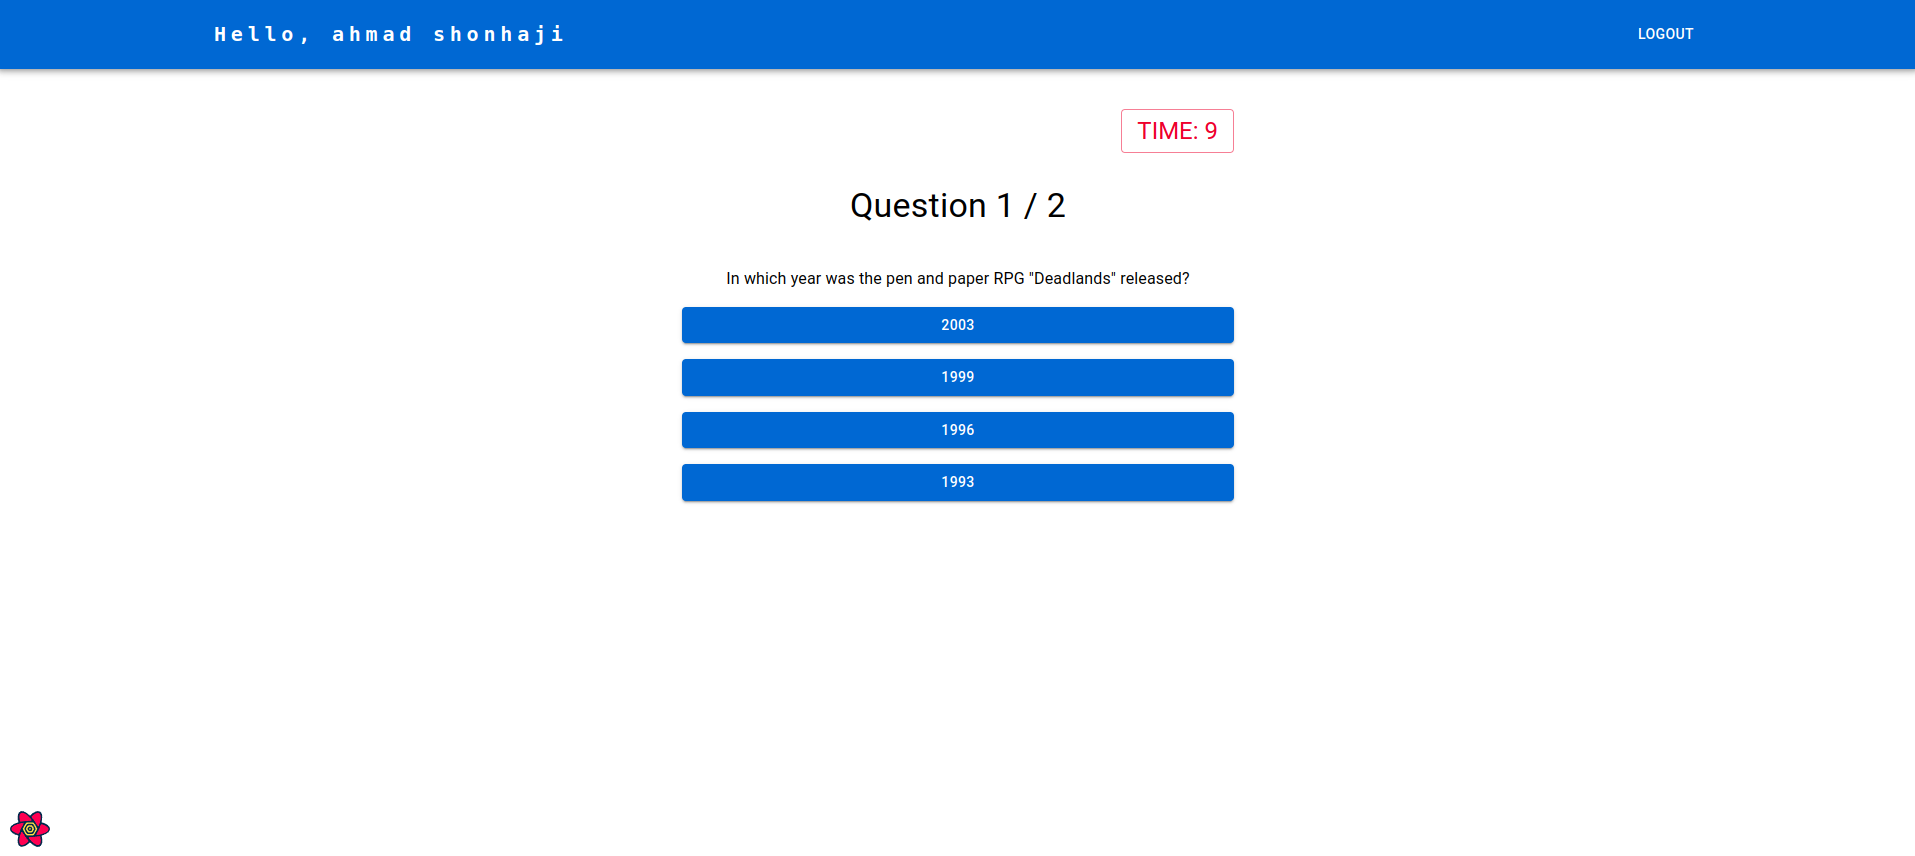 Hello, ahmad shonhaji
LOGOUT
TIME: 9
Question 1 / 2
In which year was the pen and paper RPG "Deadlands" released?
2003
1999
1996
1993